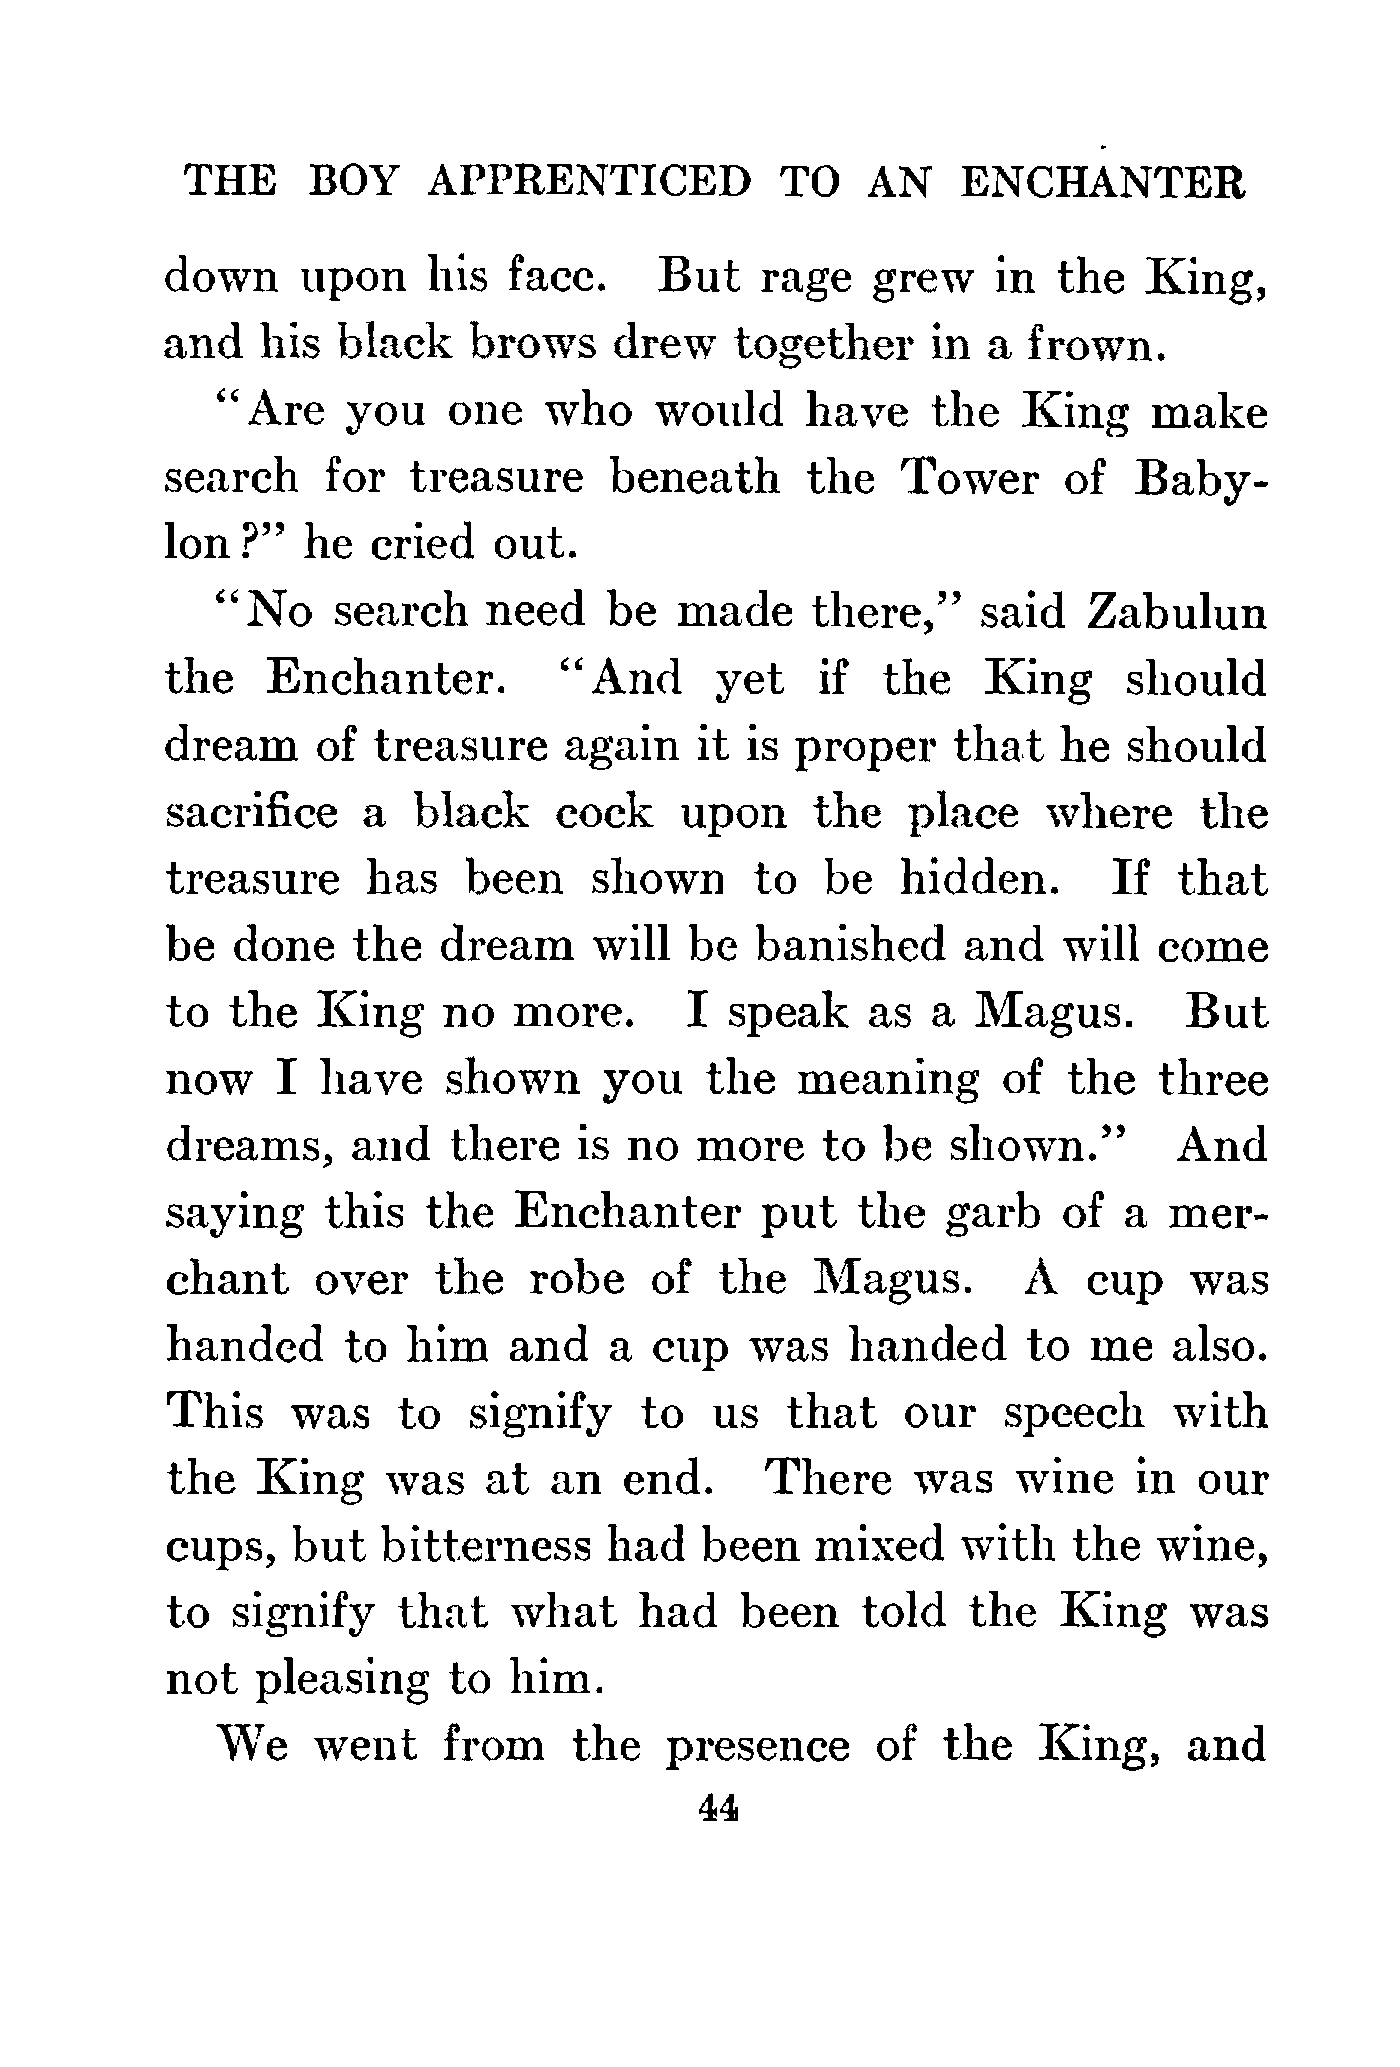 THE BOY APPRENTICED TO AN ENCHANTER
down upon his face. But rage grew in the King,
and his black brows drew together in a frown.
“Are you one who would have the King make
search for treasure beneath the Tower of Baby-
lon?” he cried out.
“No search need be made there,” said Zabulun
the Enchanter. “And yet if the King should
dream of treasure again it is proper that he should
sacrifice a black cock upon the place where the
treasure has been shown to be hidden. If that
be done the dream will be banished and will come
to the King no more. I speak as a Magus. But
now I have shown you the meaning of the three
dreams, and there is no more to be shown.” And
saying this the Enchanter put the garb of a mer-
chant over the robe of the Magus. A cup was
handed to him and a cup was handed to me also.
This was to signify to us that our speech with
the King was at an end. There was wine in our
cups, but bitterness had been mixed with the wine,
to signify that what had been told the King was
not pleasing to him.
We went from the presence of the King, and
44